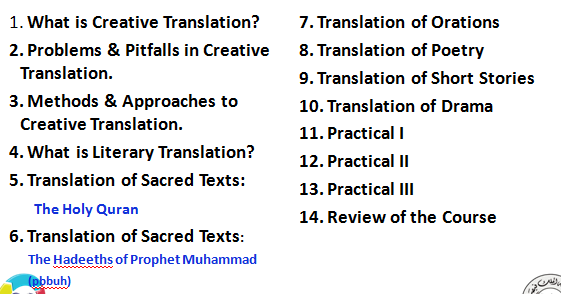 1. What is Creative Translation?
2. Problems & Pitfalls in Creative
Translation.
3. Methods & Approaches to
Creative Translation.
4. What is Literary Translation?
5. Translation of Sacred Texts:
The Holy Quran
6. Translation of Sacred Texts:
The Hadeeths of Prophet Muhammad
(pbbuh)
7. Translation of Orations
8. Translation of Poetry
9. Translation of Short Stories
10. Translation of Drama
11. Practical I
12. Practical II
13. Practical III
14. Review of the Course